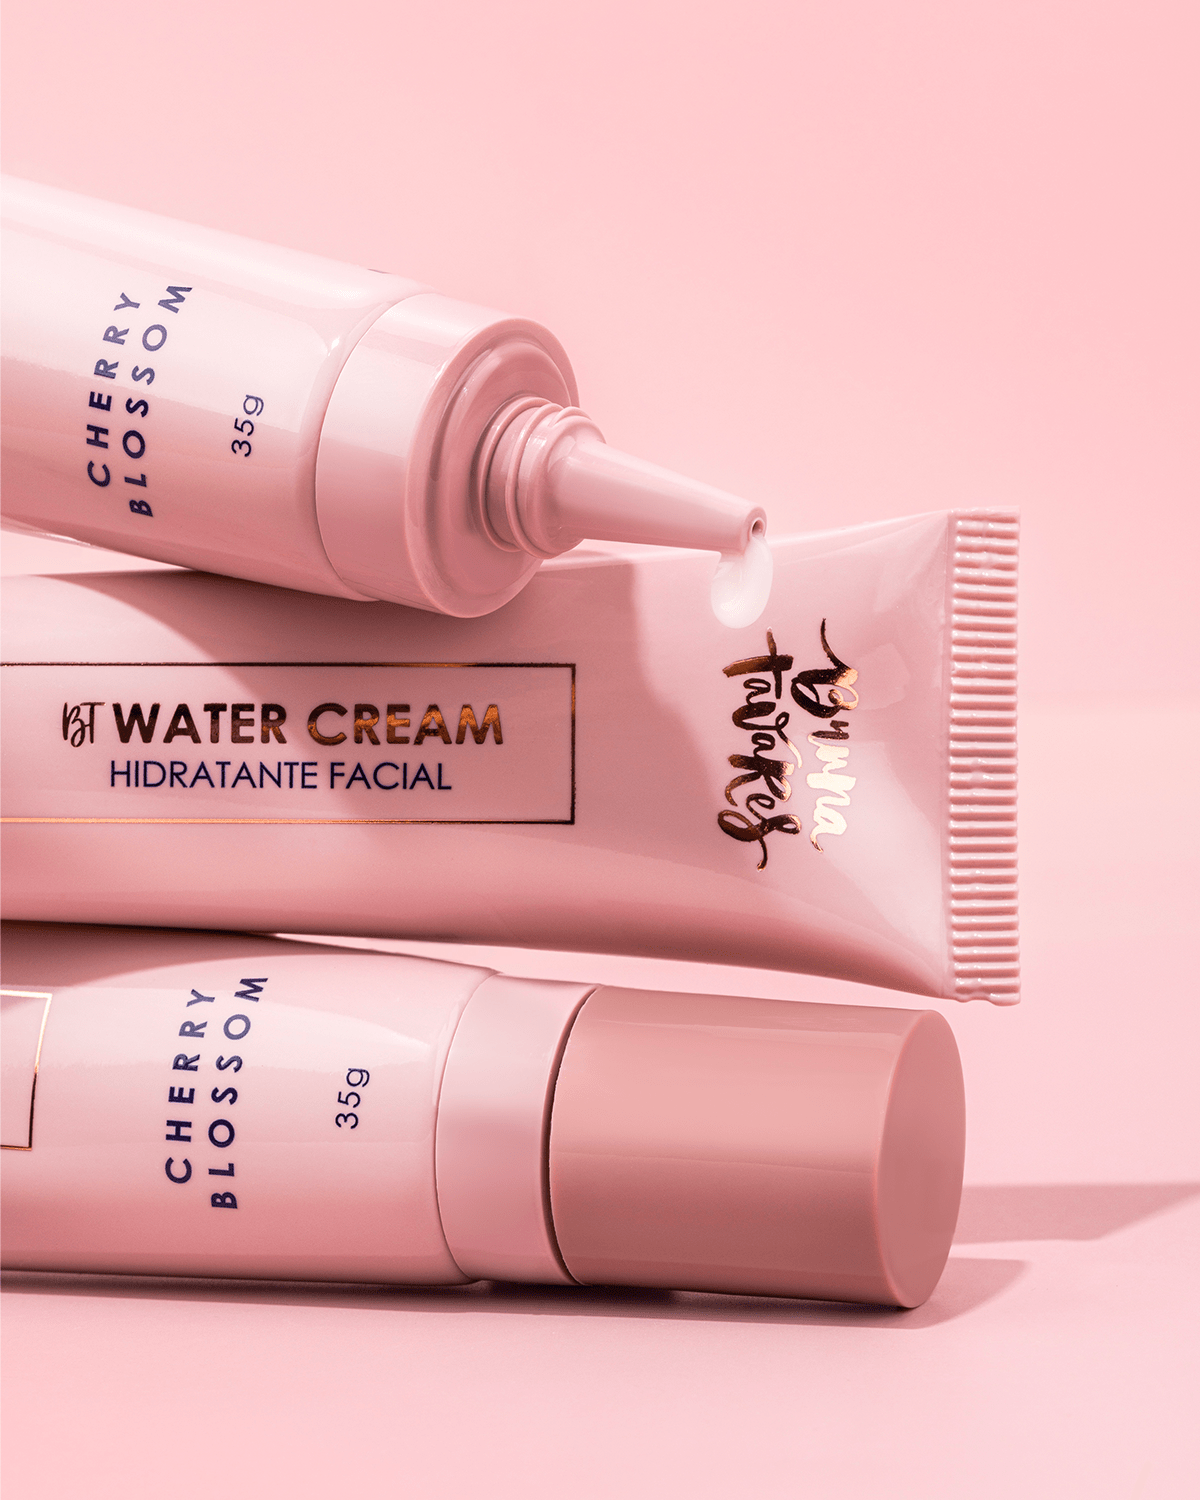 CHERRY
BLOSSOM
35g
BT WATER CREAM
HIDRATANTE FACIAL
Bruna
Tavares
CHERRY
BLOSSOM
35g